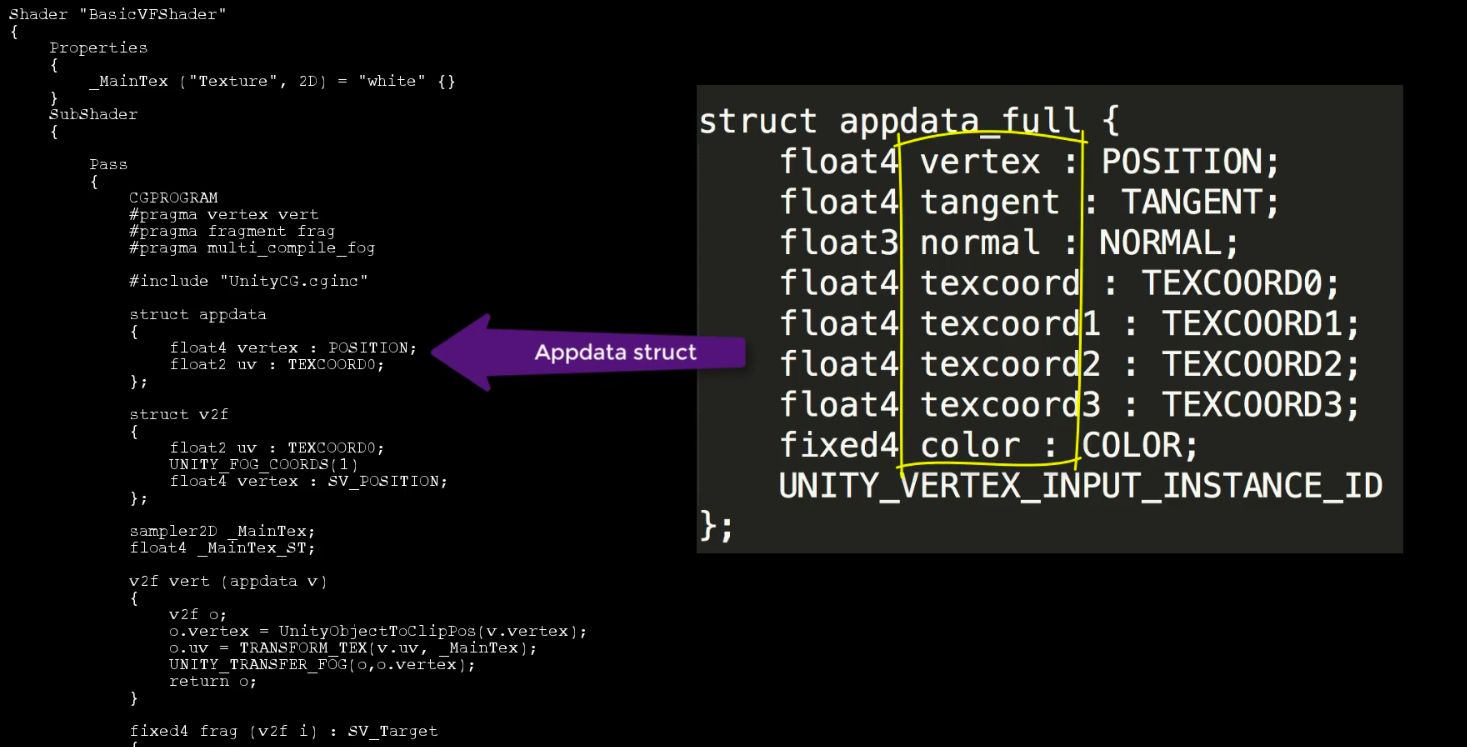 Shader "BasicVFShader"
{
Properties
{
_MainTex ("Texture", 2D) = "white" {}
}
SubShader
{
Pass
{
CGPROGRAM
#pragma vertex vert
#pragma fragment frag
#pragma multi_compile_fog
#include "UnityCG.cginc"
struct appdata
{
float4 vertex : POSITION;
float2 uv : TEXCOORD0;
};
struct v2f
{
float2 uv : TEXCOORD0;
UNITY_FOG_COORDS(1)
float4 vertex : SV_POSITION;
};
sampler2D _MainTex;
float4 _MainTex_ST;
v2f vert (appdata v)
{
v2f o;
o.vertex = UnityObjectToClipPos(v.vertex);
o.uv = TRANSFORM_TEX(v.uv, _MainTex);
UNITY_TRANSFER_FOG(o,o.vertex);
return o;
}
fixed4 frag (v2f i) : SV_Target
{
Appdata struct
struct appdata_full {
float4 vertex : POSITION;
float4 tangent : TANGENT;
float3 normal : NORMAL;
float4 texcoord : TEXCOORD0;
float4 texcoord1 : TEXCOORD1;
float4 texcoord2 : TEXCOORD2;
float4 texcoord3 : TEXCOORD3;
fixed4 color : COLOR;
UNITY_VERTEX_INPUT_INSTANCE_ID
};